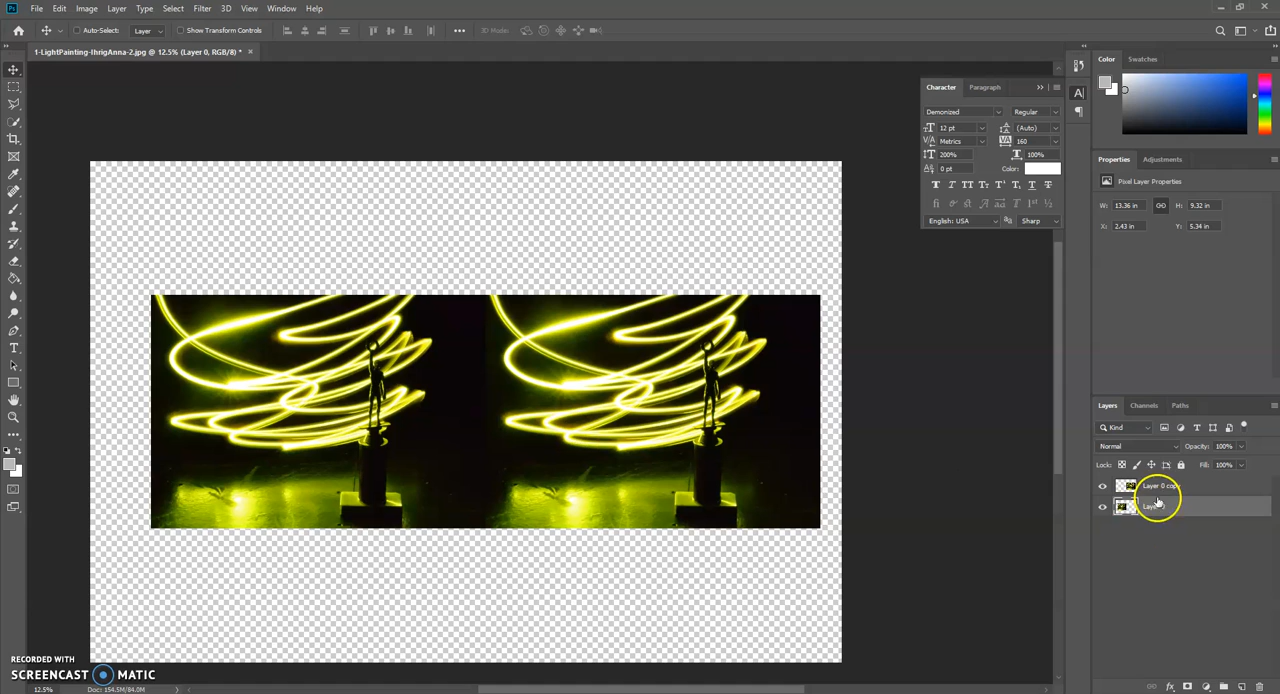 Ps File Edit Image Layer Type Select Filter 3D View Window Help
Auto-Select: Layer Show Transform Controls 3D Mode:
1-LightPainting-IhrigAnna-2.jpg @ 12.5% (Layer 0, RGB/8) *
Color Swatches
Character Paragraph
Demonized Regular
12 pt (Auto)
Metrics 160
200% 100%
0 pt Color:
English: USA Sharp
Properties Adjustments
Pixel Layer Properties
W: 13.36 in H: 9.32 in
X: 2.43 in Y: 5.34 in
Layers Channels Paths
Kind
Normal Opacity: 100%
Lock: Fill: 100%
Layer 0 copy
RECORDED WITH
SCREENCAST MATIC
12.5% Doc: 154.5M/84.0M